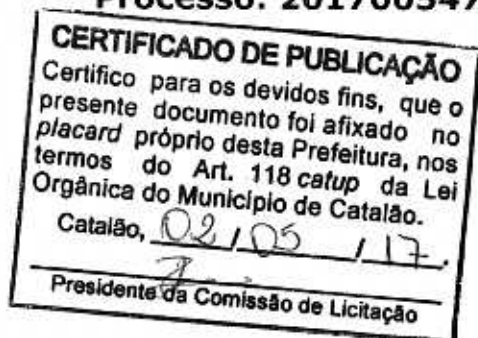 Processo: 201700547
CERTIFICADO DE PUBLICAÇÃO
Certifico para os devidos fins, que o
presente documento foi afixado no
placard próprio desta Prefeitura, nos
termos do Art. 118 catup da Lei
Orgânica do Município de Catalão.
Catalão, 02 / 05 / 17.
Presidente da Comissão de Licitação